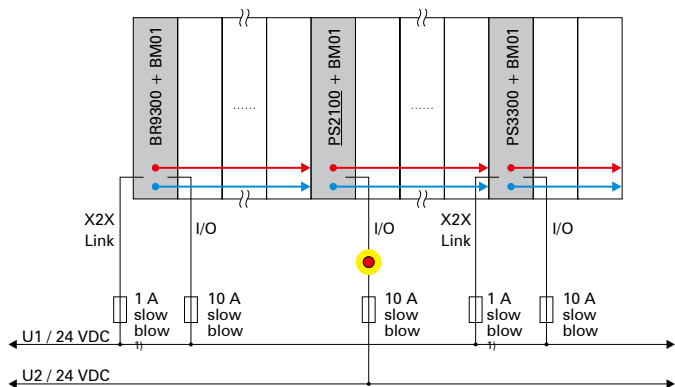 BR9300 + BM01
......
PS2100 + BM01
......
PS3300 + BM01
X2X
Link
I/O
I/O
X2X
Link
I/O
1 A
slow
blow
1)
10 A
slow
blow
10 A
slow
blow
1 A
slow
blow
1)
10 A
slow
blow
U1 / 24 VDC
U2 / 24 VDC